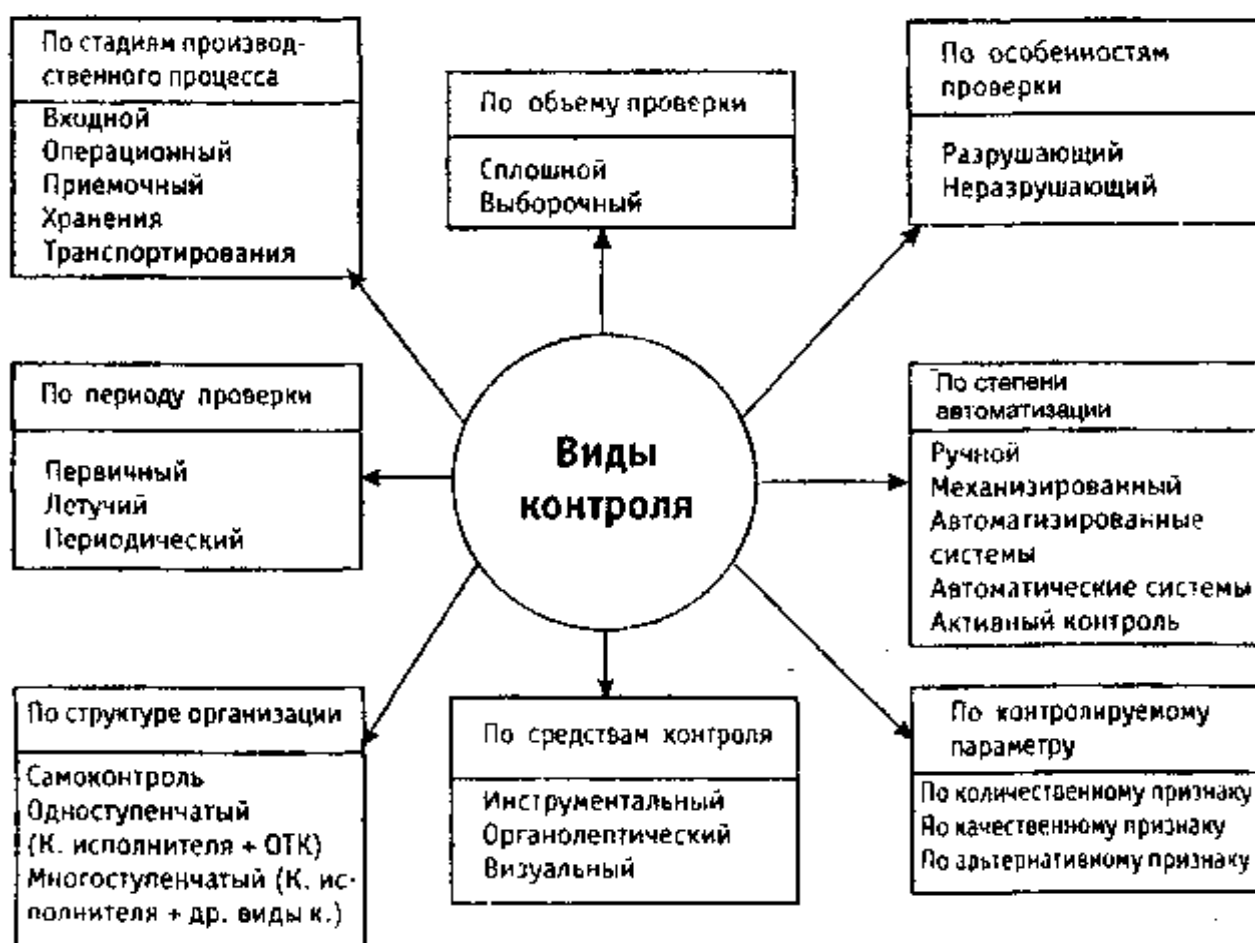 По стадиям производ-
ственного процесса
Входной
Операционный
Приемочный
Хранения
Транспортирования
По объему проверки
Сплошной
Выборочный
По особенностям
проверки
Разрушающий
Неразрушающий
По периоду проверки
Первичный
Летучий
Периодический
Виды
контроля
По степени
автоматизации
Ручной
Механизированный
Автоматизированные
системы
Автоматические системы
Активный контроль
По структуре организации
Самоконтроль
Одноступенчатый
(К. исполнителя + ОТК)
Многоступенчатый (К. ис-
полнителя + др. виды к.)
По средствам контроля
Инструментальный
Органолептический
Визуальный
По контролируемому
параметру
По количественному признаку
По качественному признаку
По альтернативному признаку